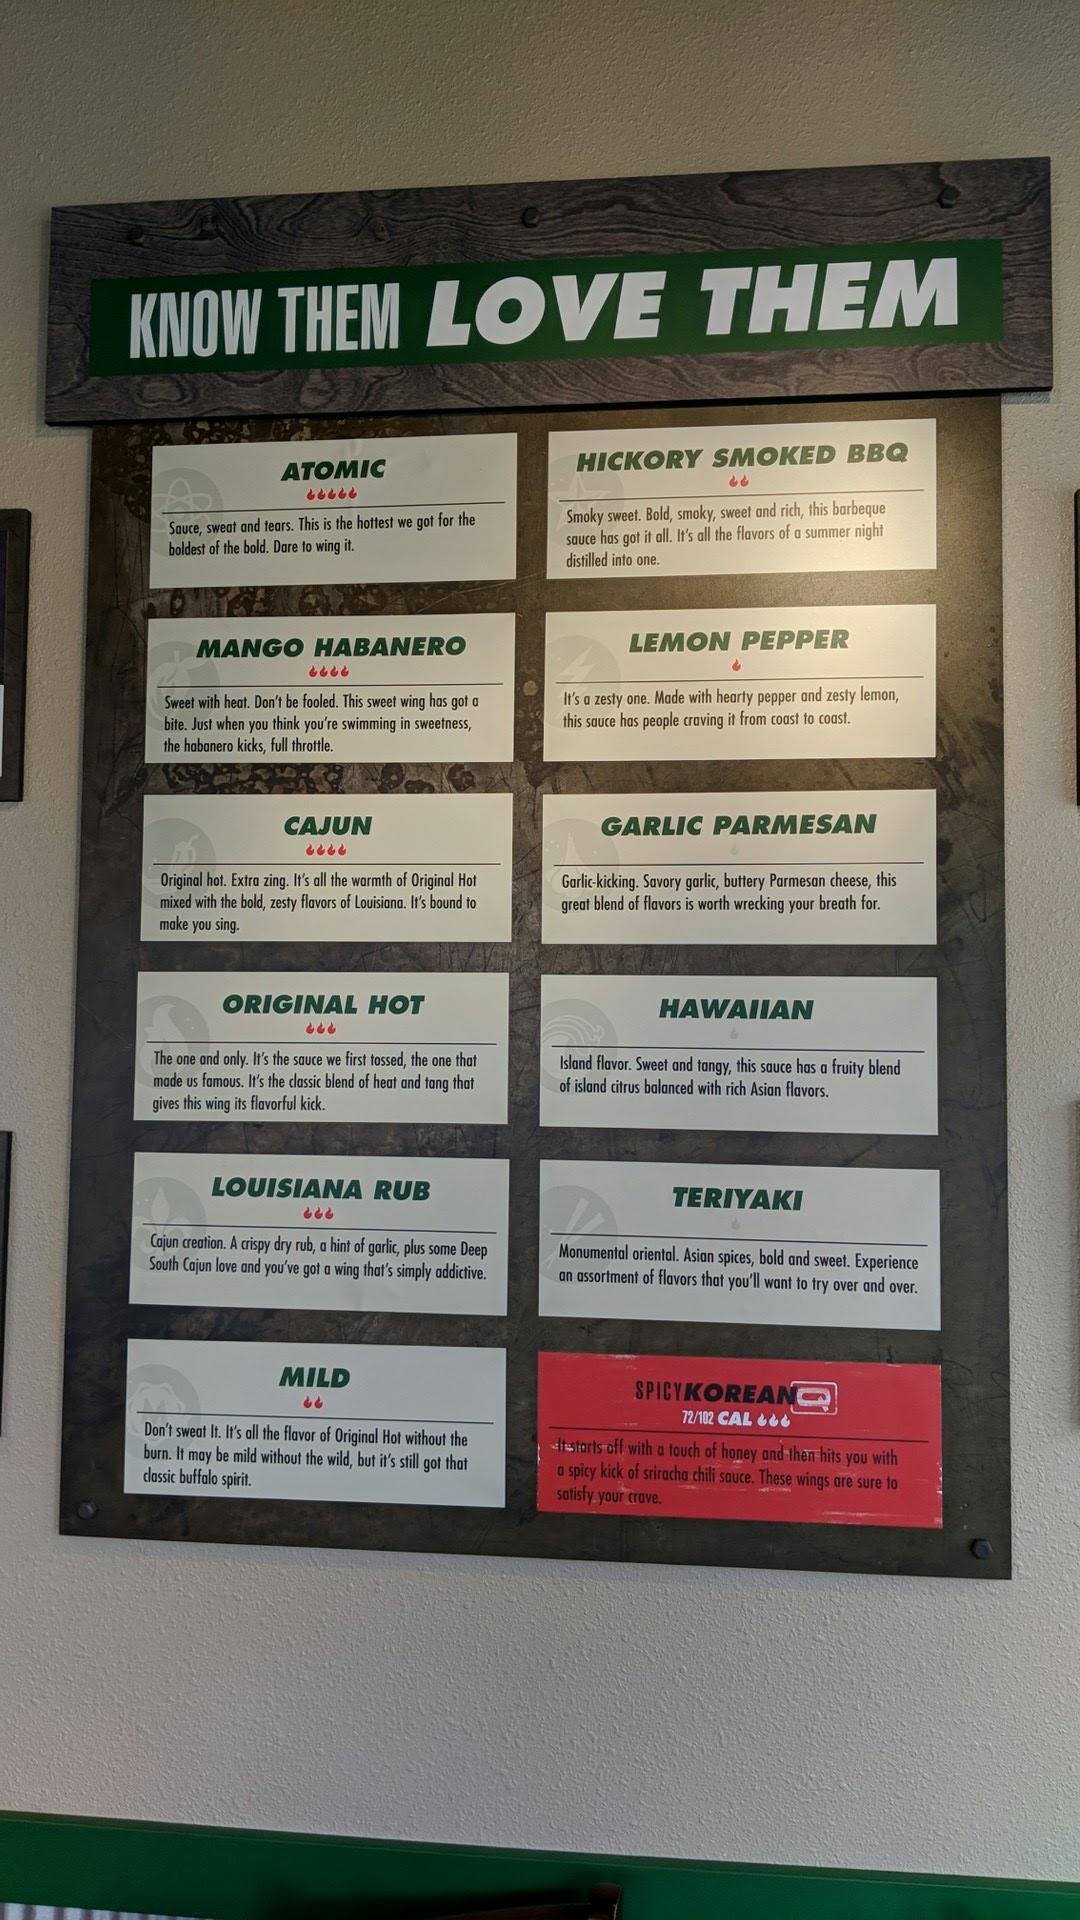 KNOW THEM LOVE THEM
ATOMIC
Sauce, sweat and tears. This is the hottest we got for the
boldest of the bold. Dare to wing it.
MANGO HABANERO
Sweet with heat. Don't be fooled. This sweet wing has got a
bite. Just when you think you're swimming in sweetness,
the habanero kicks, full throttle.
CAJUN
Original hot. Extra zing. It's all the warmth of Original Hot
mixed with the bold, zesty flavors of Louisiana. It's bound to
make you sing.
ORIGINAL HOT
The one and only. It's the sauce we first tossed, the one that
made us famous. It's the classic blend of heat and tang that
gives this wing its flavorful kick.
LOUISIANA RUB
Cajun creation. A crispy dry rub, a hint of garlic, plus some Deep
South Cajun love and you've got a wing that's simply addictive.
MILD
Don't sweat It. It's all the flavor of Original Hot without the
burn. It may be mild without the wild, but it's still got that
classic buffalo spirit.
HICKORY SMOKED BBQ
Smoky sweet. Bold, smoky, sweet and rich, this barbeque
sauce has got it all. It's all the flavors of a summer night
distilled into one.
LEMON PEPPER
It's a zesty one. Made with hearty pepper and zesty lemon,
this sauce has people craving it from coast to coast.
GARLIC PARMESAN
Garlic-kicking. Savory garlic, buttery Parmesan cheese, this
great blend of flavors is worth wrecking your breath for.
HAWAIIAN
Island flavor. Sweet and tangy, this sauce has a fruity blend
of island citrus balanced with rich Asian flavors.
TERIYAKI
Monumental oriental. Asian spices, bold and sweet. Experience
an assortment of flavors that you'll want to try over and over.
SPICY KOREAN Q
72/102 CAL
It starts off with a touch of honey and then hits you with
a spicy kick of sriracha chili sauce. These wings are sure to
satisfy your crave.